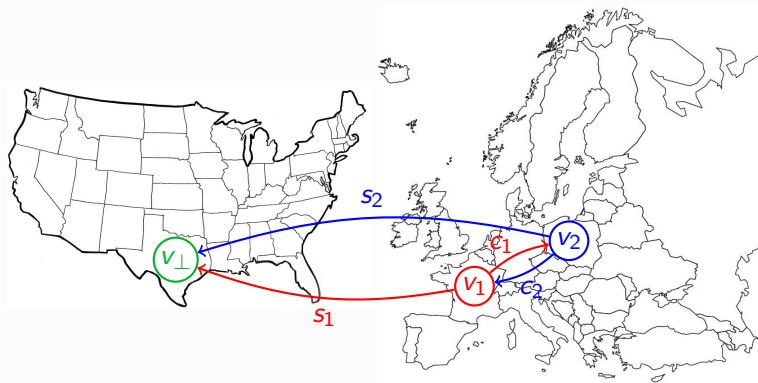 s₂
c₁
v₂
v⊥
v₁
c₂
s₁